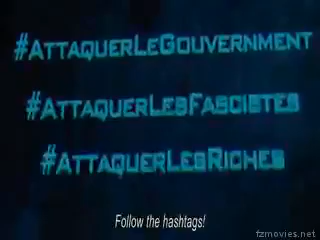 #ATTAQUERLEGOUVERNMENT
#ATTAQUERLESFASCISTES
#ATTAQUERLESRICHES
Follow the hashtags!
fzmovies.net